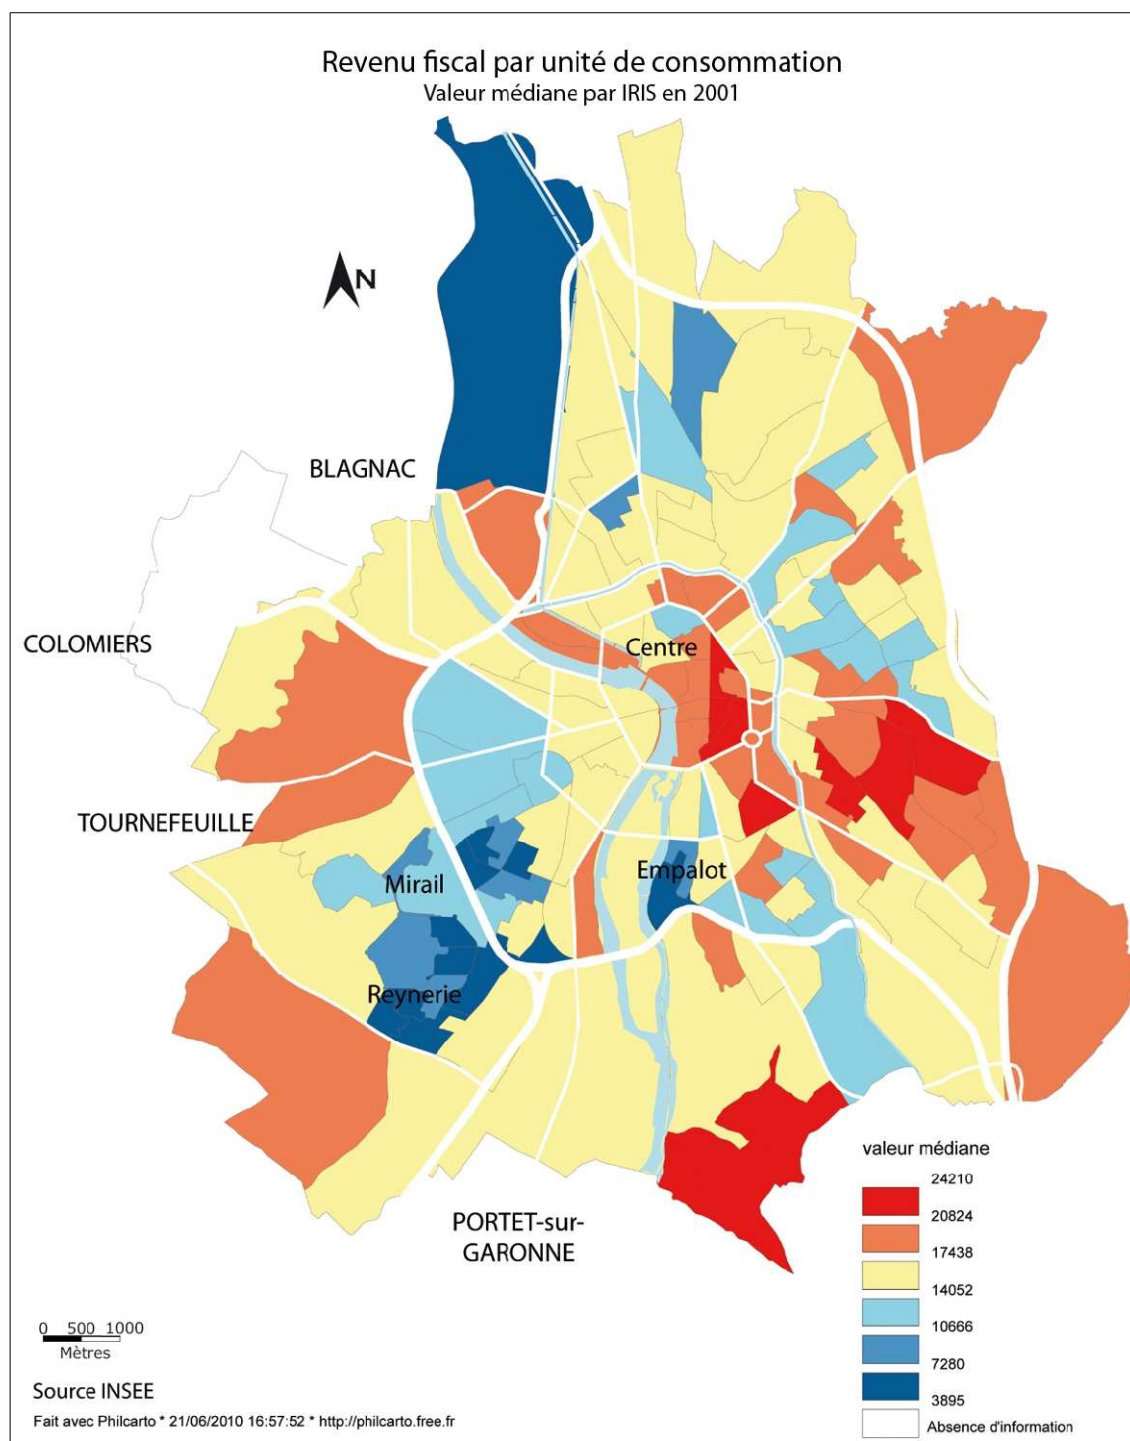 Revenu fiscal par unité de consommation
Valeur médiane par IRIS en 2001
N
BLAGNAC
COLOMIERS
Centre
TOURNEFEUILLE
Mirail
Empalot
Reynerie
PORTET-sur-
GARONNE
valeur médiane
24210
20824
17438
14052
10666
7280
3895
Absence d'information
0 500 1000
Mètres
Source INSEE
Fait avec Philcarto * 21/06/2010 16:57:52 * http://philcarto.free.fr